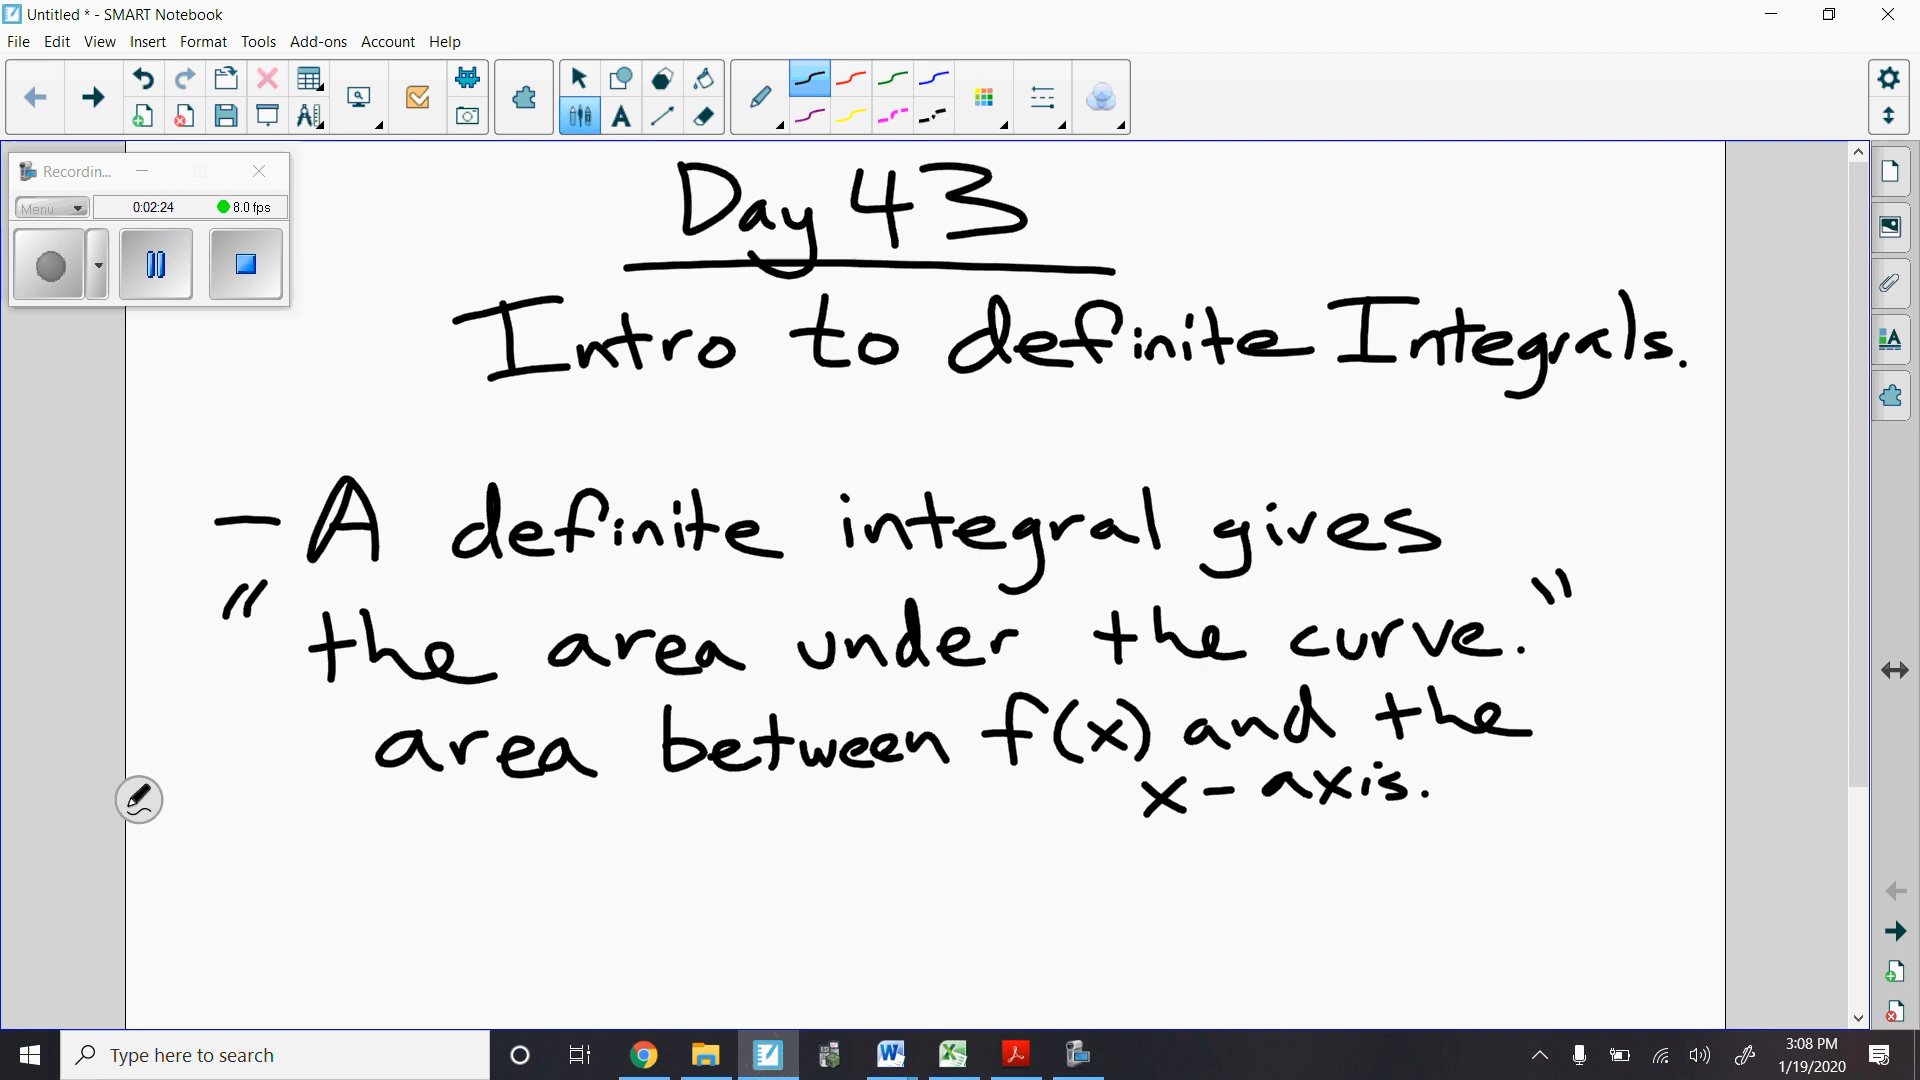 Untitled * - SMART Notebook
File Edit View Insert Format Tools Add-ons Account Help
Recordin...
Menu 0:02:24 8.0 fps
Day 43
Intro to definite Integrals.
- A definite integral gives
" the area under the curve. "
area between f(x) and the
x-axis.
Type here to search
3:08 PM
1/19/2020